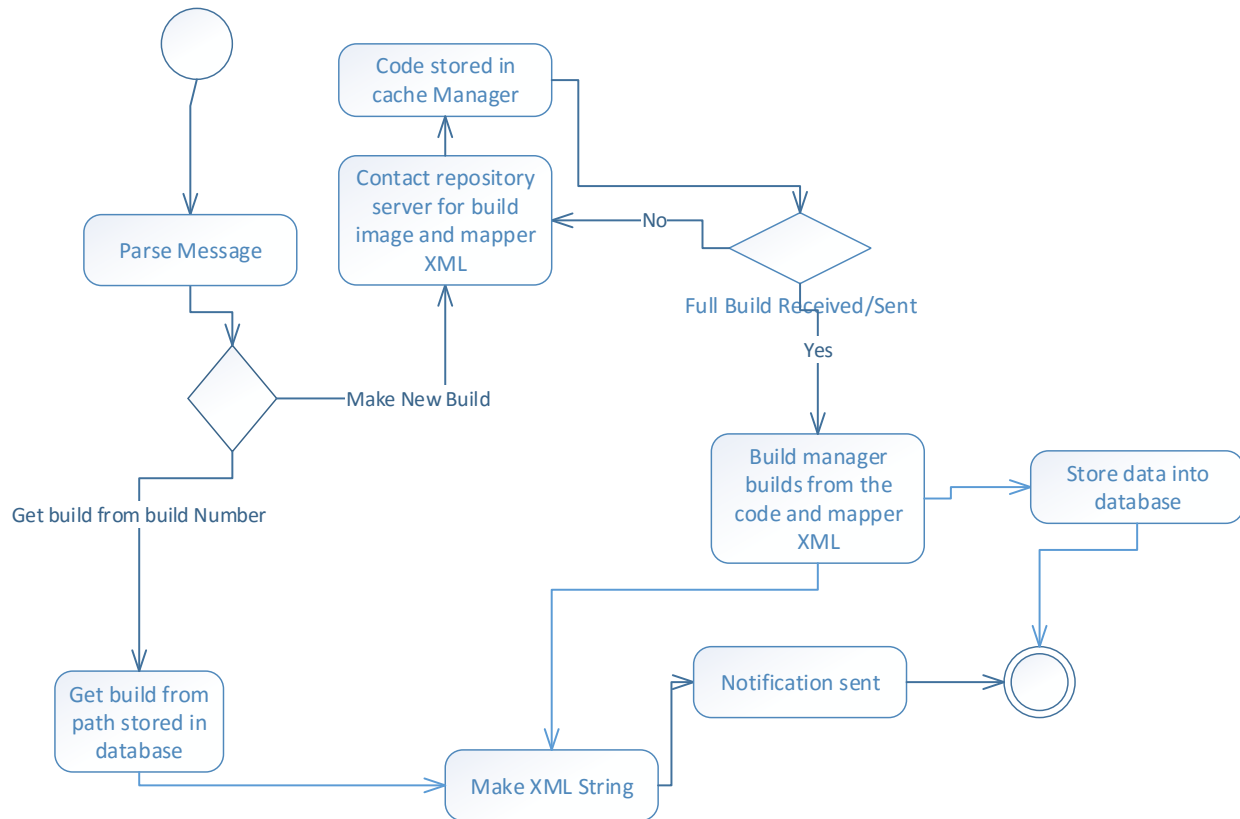 Code stored in
cache Manager
Contact repository
server for build
image and mapper
XML
No
Parse Message
Full Build Received/Sent
Yes
Make New Build
Build manager
builds from the
code and mapper
XML
Store data into
database
Get build from build Number
Get build from
path stored in
database
Notification sent
Make XML String